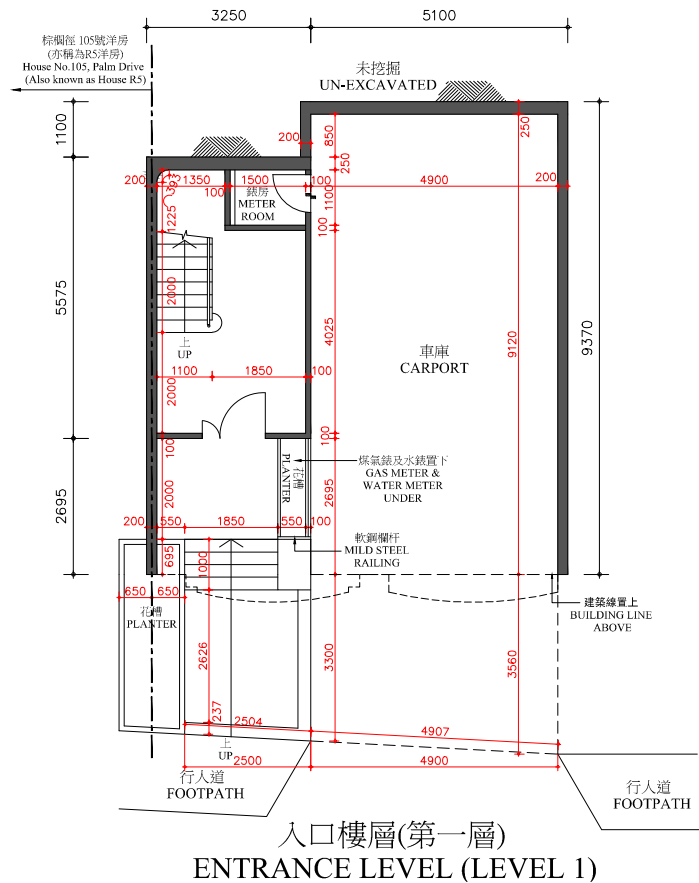 3250
5100
棕櫚徑 105號洋房
(亦稱為R5洋房)
House No.105, Palm Drive
(Also known as House R5)
未挖掘
UN-EXCAVATED
1100
200
850
250
250
200
393
1350
100
1500
100
4900
200
錶房
METER
ROOM
1100
100
1225
2000
上
UP
5575
4025
9120
9370
車庫
CARPORT
1100
1850
100
2000
100
100
花槽
PLANTER
煤氣錶及水錶置下
GAS METER &
WATER METER
UNDER
2695
2695
2000
200
550
1850
550
100
軟鋼欄杆
MILD STEEL
RAILING
695
1000
650
650
花槽
PLANTER
建築線置上
BUILDING LINE
ABOVE
2626
3300
3560
237
2504
4907
上
UP
2500
4900
行人道
FOOTPATH
行人道
FOOTPATH
入口樓層(第一層)
ENTRANCE LEVEL (LEVEL 1)